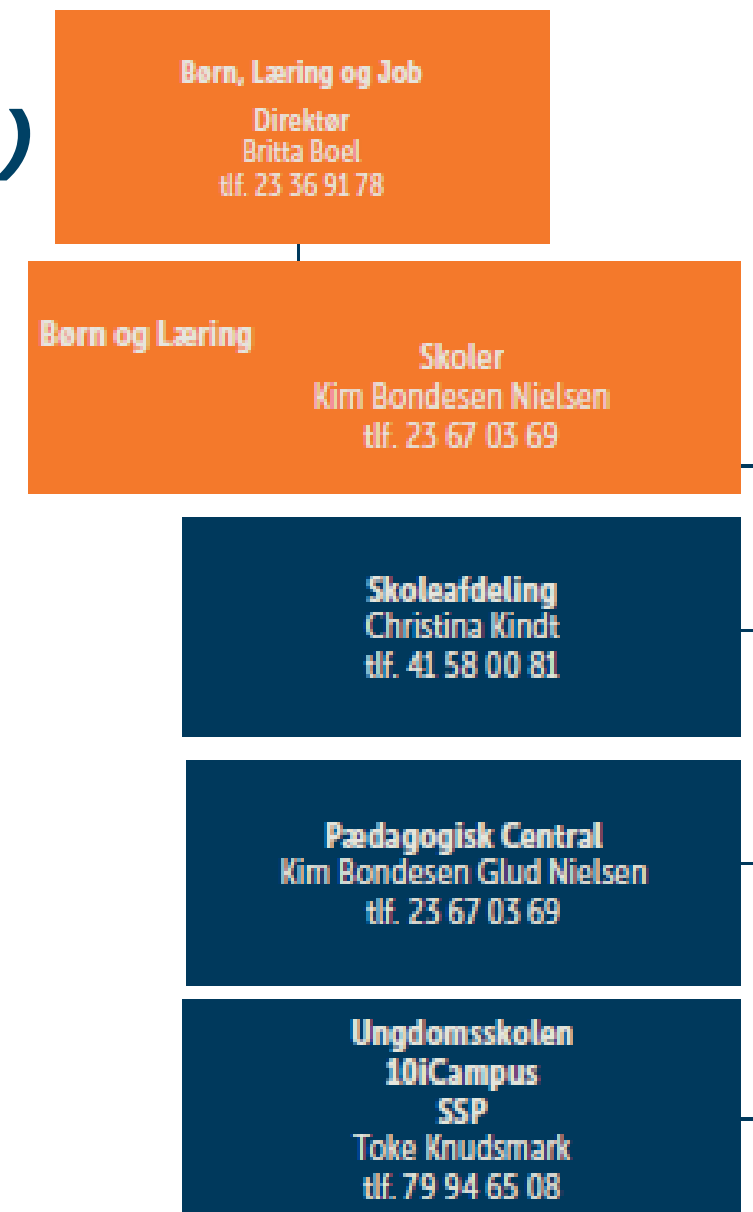 )
Børn, Læring og Job
Direktør
Britta Boel
tlf. 23 36 91 78
Børn og Læring
Skoler
Kim Bondesen Nielsen
tlf. 23 67 03 69
Skoleafdeling
Christina Kindt
tlf. 41 58 00 81
Pædagogisk Central
Kim Bondesen Glud Nielsen
tlf. 23 67 03 69
Ungdomsskolen
10iCampus
SSP
Toke Knudsmark
tlf. 79 94 65 08